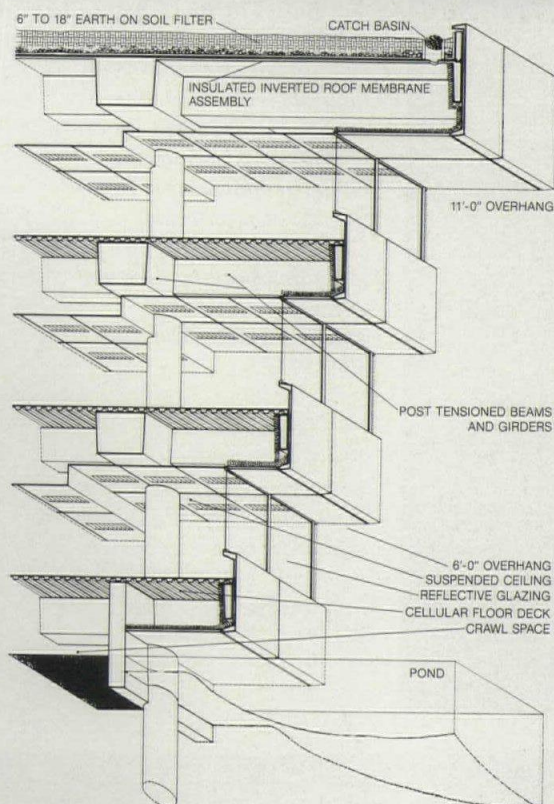 6" TO 18" EARTH ON SOIL FILTER
CATCH BASIN
INSULATED INVERTED ROOF MEMBRANE
ASSEMBLY
11'-0" OVERHANG
POST TENSIONED BEAMS
AND GIRDERS
6'-0" OVERHANG
SUSPENDED CEILING
REFLECTIVE GLAZING
CELLULAR FLOOR DECK
CRAWL SPACE
POND